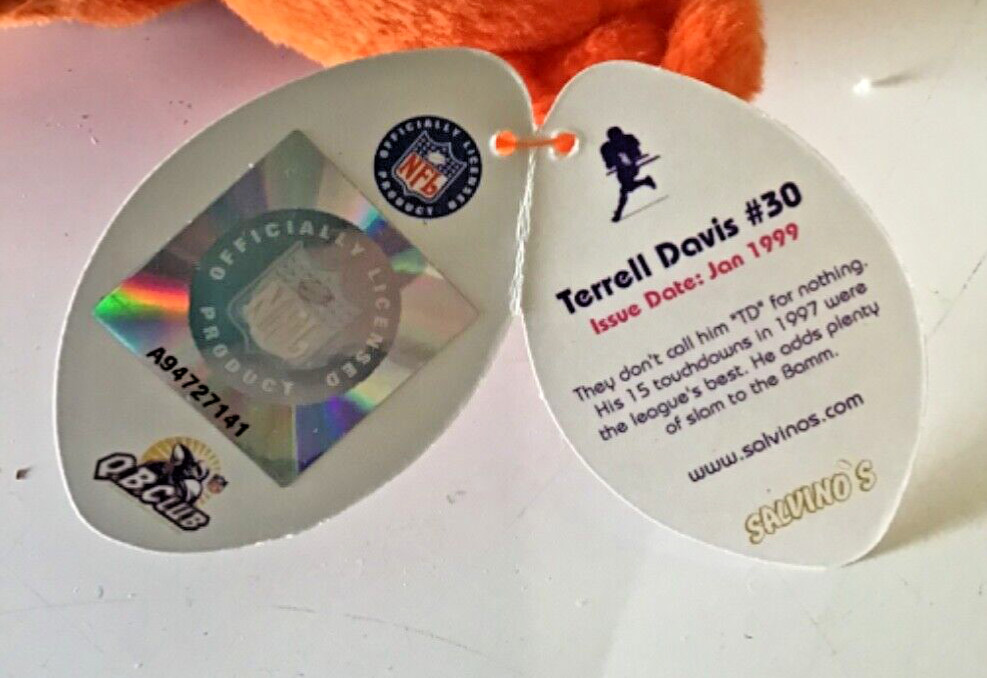 OFFICIALLY LICENSED PRODUCT
NFL
OFFICIALLY LICENSED PRODUCT
NFL
A94727141
QB CLUB
Terrell Davis #30
Issue Date: Jan 1999
They don't call him "TD" for nothing.
His 15 touchdowns in 1997 were
the league's best. He adds plenty
of slam to the Bamm.
www.salvinos.com
SALVINO'S